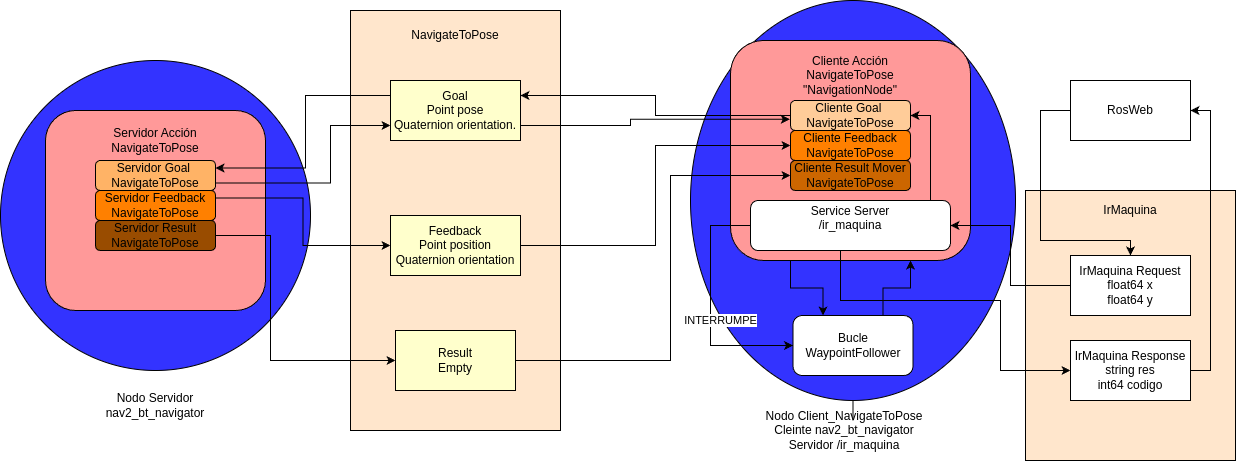 Servidor Acción
NavigateToPose
Servidor Goal
NavigateToPose
Servidor Feedback
NavigateToPose
Servidor Result
NavigateToPose
Nodo Servidor
nav2_bt_navigator
NavigateToPose
Goal
Point pose
Quaternion orientation.
Feedback
Point position
Quaternion orientation
Result
Empty
Cliente Acción
NavigateToPose
"NavigationNode"
Cliente Goal
NavigateToPose
Cliente Feedback
NavigateToPose
Cliente Result Mover
NavigateToPose
Service Server
/ir_maquina
INTERRUMPE
Bucle
WaypointFollower
Nodo Client_NavigateToPose
Cleinte nav2_bt_navigator
Servidor /ir_maquina
RosWeb
IrMaquina
IrMaquina Request
float64 x
float64 y
IrMaquina Response
string res
int64 codigo